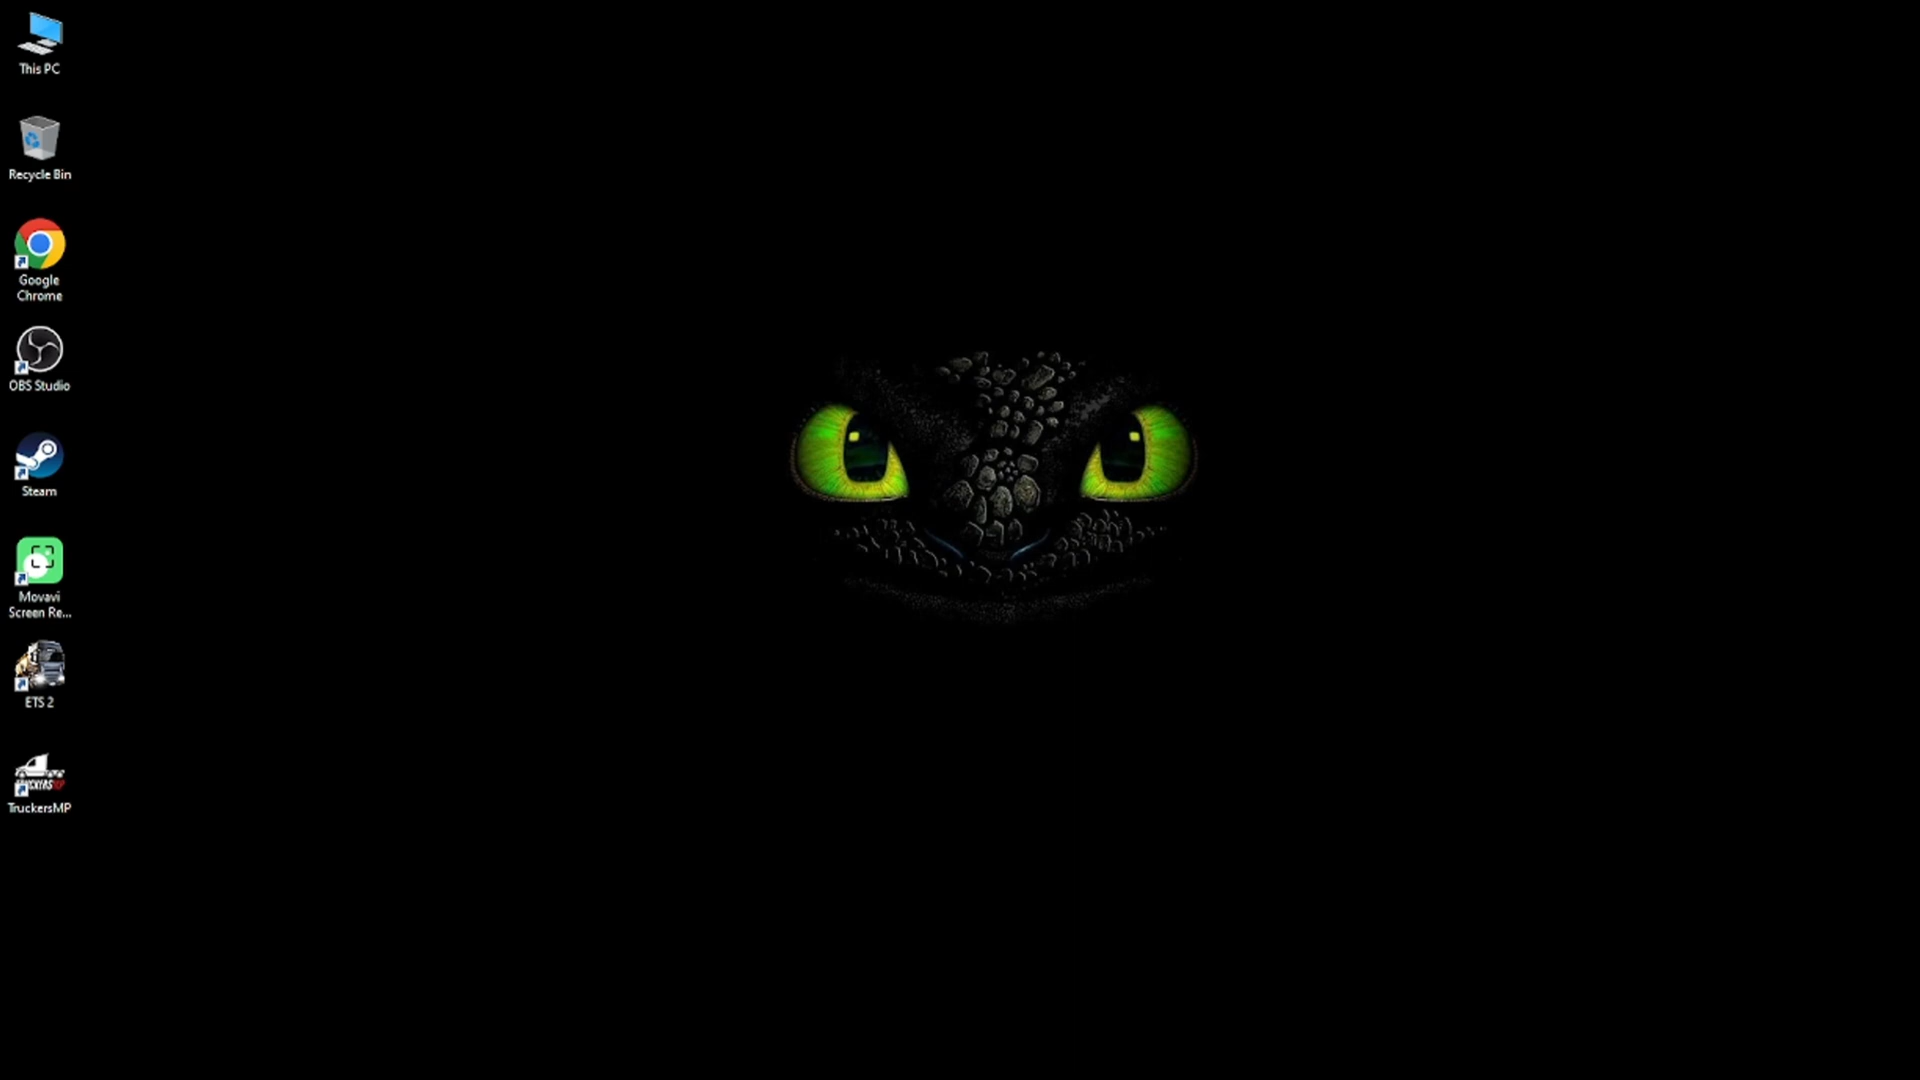 This PC
Recycle Bin
Google
Chrome
OBS Studio
Steam
Movavi
Screen Re...
ETS 2
TruckersMP